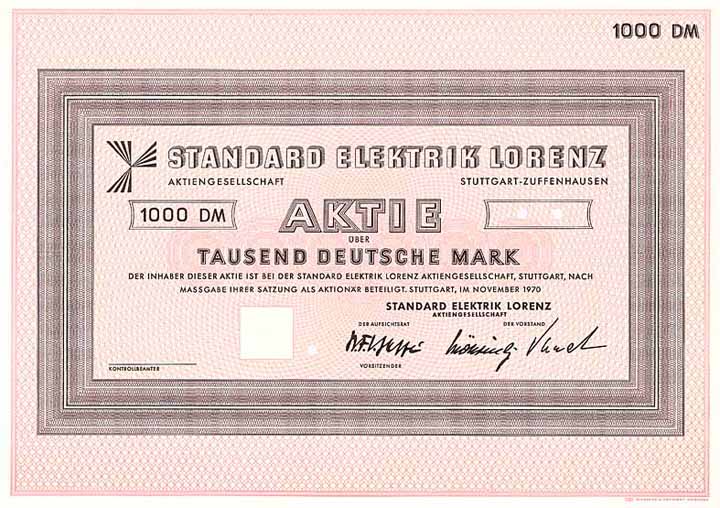 1000 DM
STANDARD ELEKTRIK LORENZ
AKTIENGESELLSCHAFT STUTTGART-ZUFFENHAUSEN
1000 DM AKTIE
ÜBER
TAUSEND DEUTSCHE MARK
DER INHABER DIESER AKTIE IST BEI DER STANDARD ELEKTRIK LORENZ AKTIENGESELLSCHAFT, STUTTGART, NACH
MASSGABE IHRER SATZUNG ALS AKTIONÄR BETEILIGT. STUTTGART, IM NOVEMBER 1970
STANDARD ELEKTRIK LORENZ
AKTIENGESELLSCHAFT
DER AUFSICHTSRAT DER VORSTAND
VORSITZENDER
KONTROLLBEAMTER